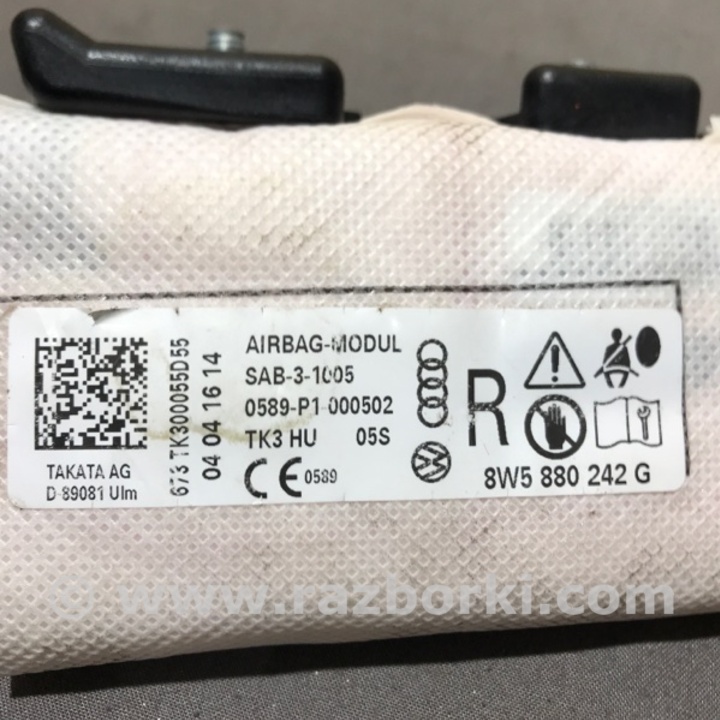 TAKATA AG
D-89081 Ulm
673 TK300055D55
04 04 16 14
AIRBAG-MODUL
SAB-3-1005
0589-P1-000502
TK3 HU 05S
CE 0589
R
8W5 880 242 G
© www.razborki.com